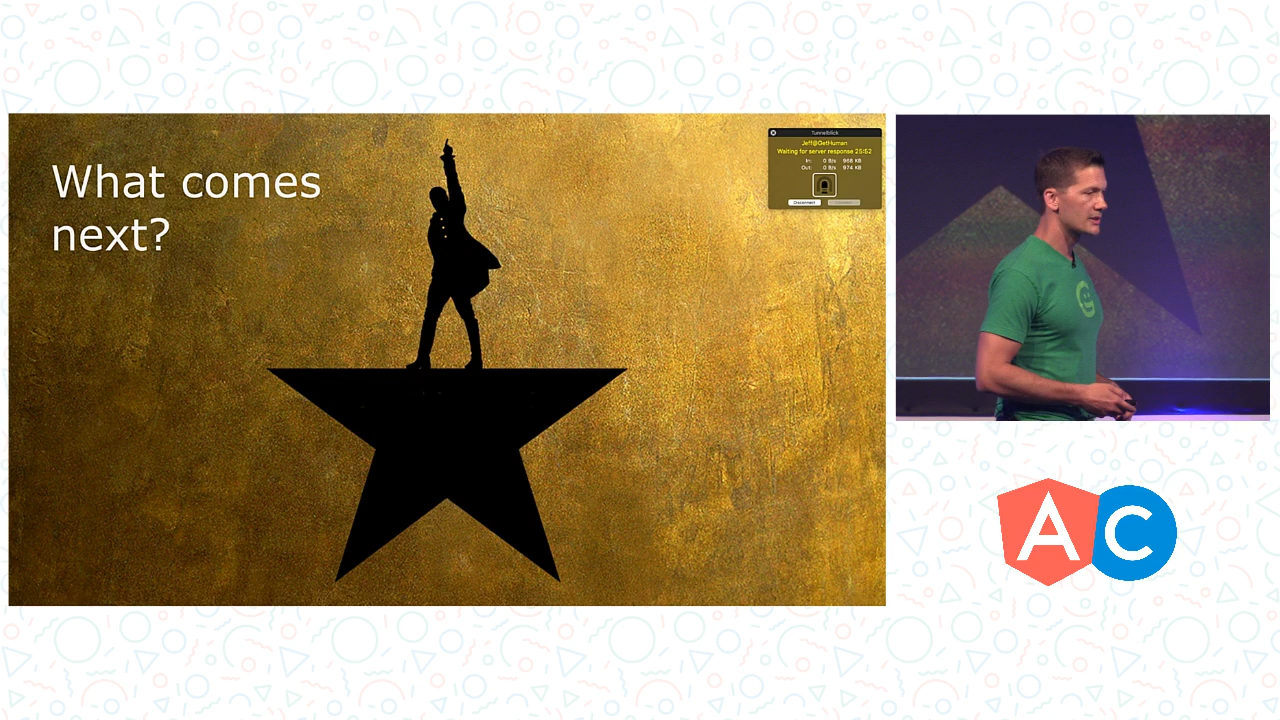 What comes
next?
Tunnelblick
Jeff@GetHuman
Waiting for server response 25:52
In: 0 B/s 968 KB
Out: 0 B/s 974 KB
Disconnect
AC